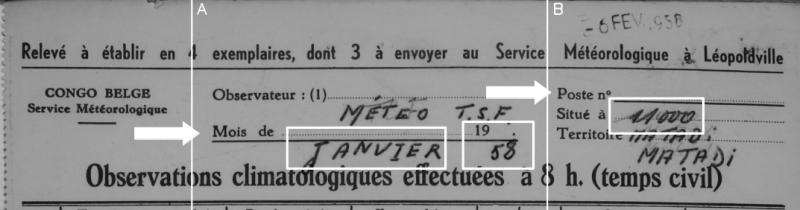 A B
- 6 FEV. 1958
Relevé à établir en 4 exemplaires, dont 3 à envoyer au Service Météorologique à Léopoldville
CONGO BELGE
Service Météorologique
Observateur : (1)
MÉTÉO T.S.F
Mois de 19
JANVIER 58
Poste n°
11000
Situé à
MATADI
Territoire
MATADI
Observations climatologiques effectuées à 8 h. (temps civil)